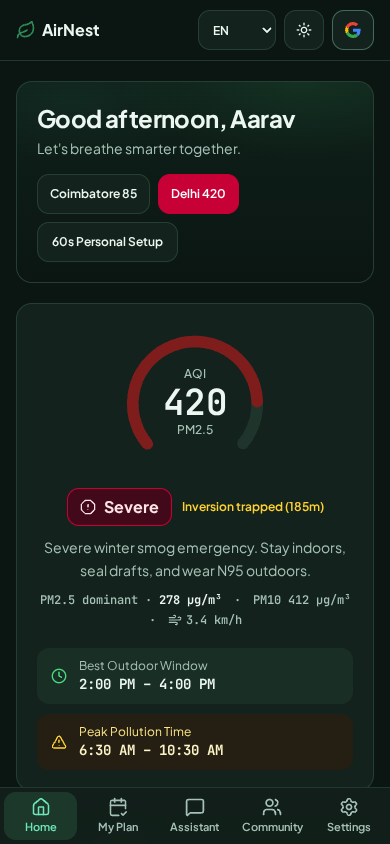 AirNest
EN
Good afternoon, Aarav
Let's breathe smarter together.
Coimbatore 85
Delhi 420
60s Personal Setup
AQI
420
PM2.5
Severe
Inversion trapped (185m)
Severe winter smog emergency. Stay indoors,
seal drafts, and wear N95 outdoors.
PM2.5 dominant · 278 µg/m³ · PM10 412 µg/m³
· 3.4 km/h
Best Outdoor Window
2:00 PM – 4:00 PM
Peak Pollution Time
6:30 AM – 10:30 AM
Home
My Plan
Assistant
Community
Settings